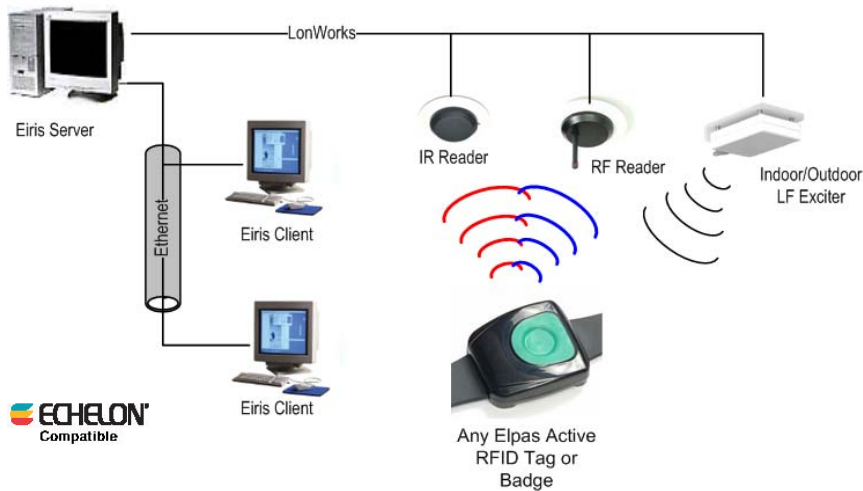 LonWorks
Eiris Server
IR Reader
RF Reader
Indoor/Outdoor
LF Exciter
Ethernet
Eiris Client
Eiris Client
ECHELON'
Compatible
Any Elpas Active
RFID Tag or
Badge